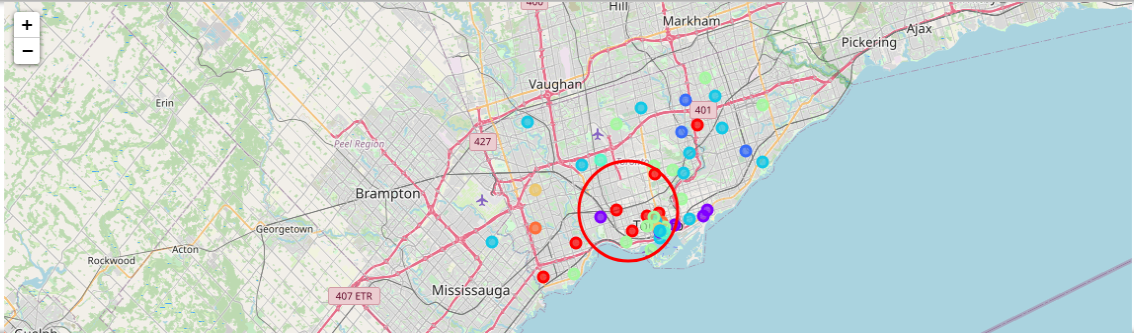 +
−
400
Hill
Markham
Ajax
Pickering
Vaughan
Erin
401
427
Peel Region
Brampton
Georgetown
Acton
Rockwood
Mississauga
407 ETR
Guelph